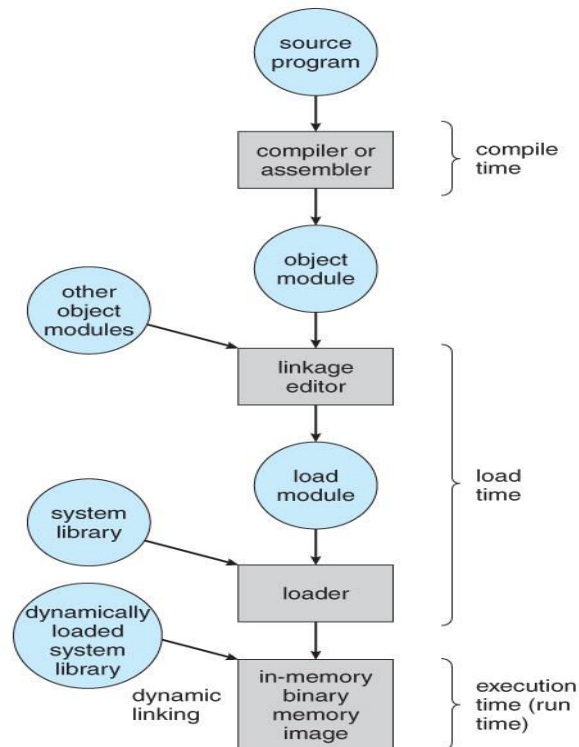 source
program
compiler or
assembler
compile
time
object
module
other
object
modules
linkage
editor
load
module
load
time
system
library
loader
dynamically
loaded
system
library
dynamic
linking
in-memory
binary
memory
image
execution
time (run
time)